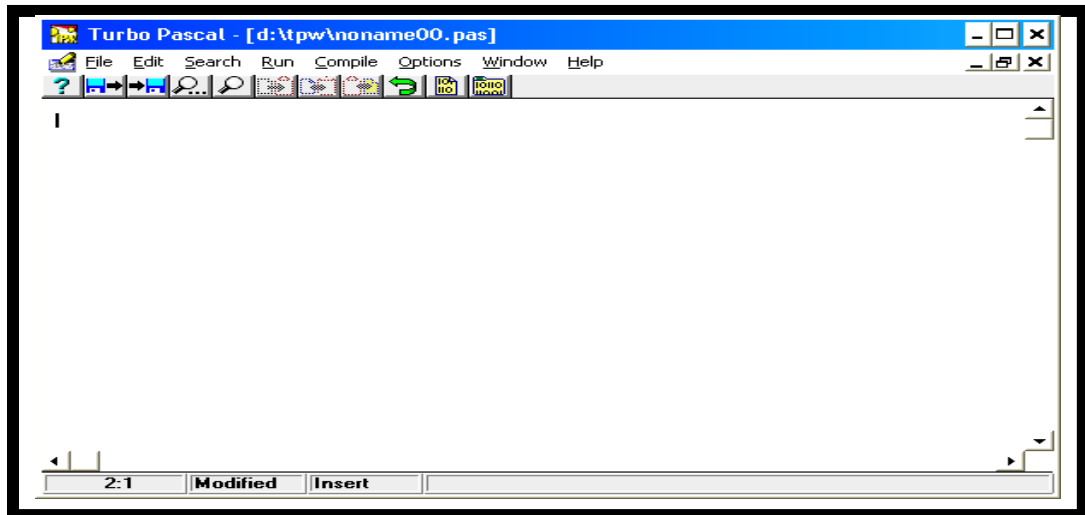 Turbo Pascal - [d:\tpw\noname00.pas]
File Edit Search Run Compile Options Window Help
2:1 Modified Insert